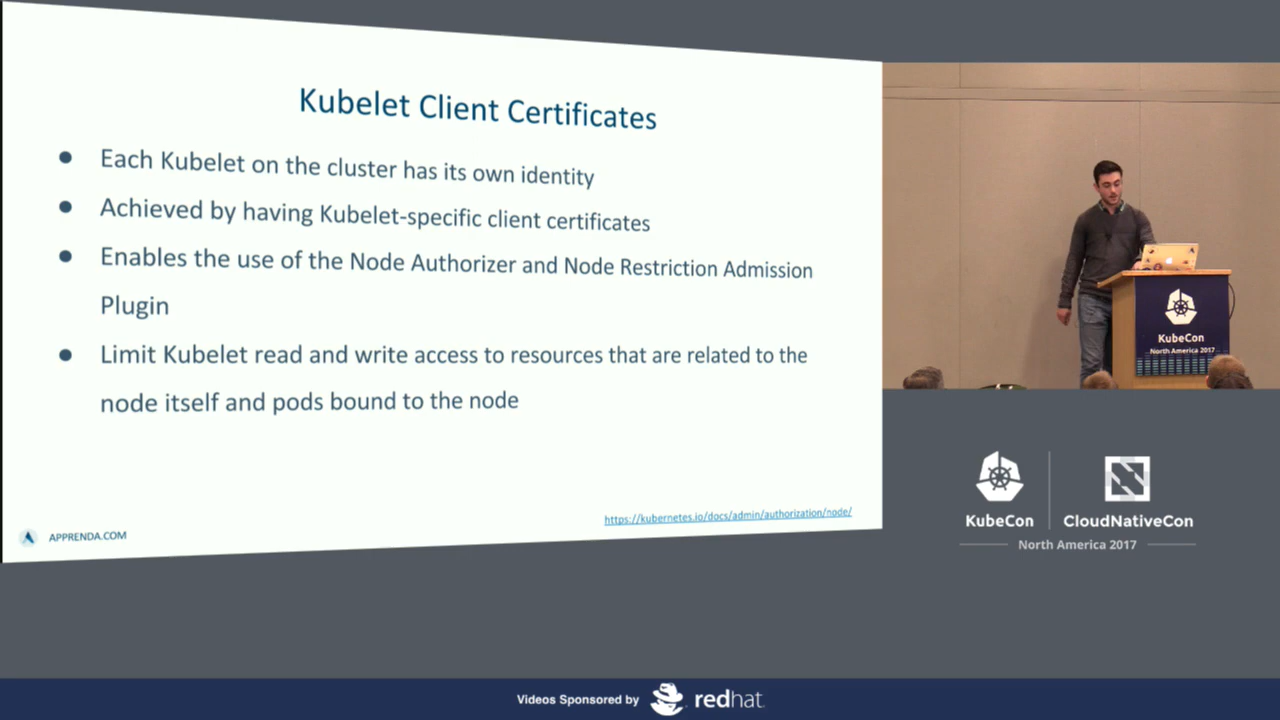 Kubelet Client Certificates
● Each Kubelet on the cluster has its own identity
● Achieved by having Kubelet-specific client certificates
● Enables the use of the Node Authorizer and Node Restriction Admission
Plugin
● Limit Kubelet read and write access to resources that are related to the
node itself and pods bound to the node
https://kubernetes.io/docs/admin/authorization/node/
APPRENDA.COM
KubeCon
North America 2017
KubeCon
CloudNativeCon
North America 2017
Videos Sponsored by
redhat